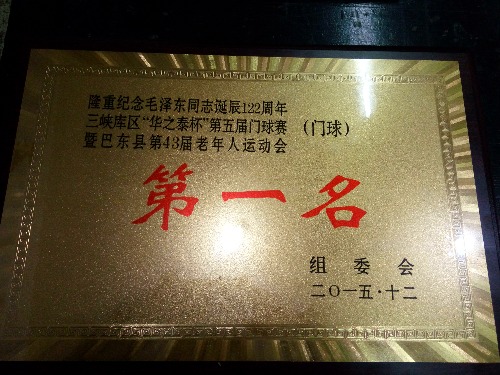 隆重纪念毛泽东同志诞辰122周年
三峡库区“华之泰杯”第五届门球赛 （门球）
暨巴东县第43届老年人运动会
第一名
组委会
二〇一五·十二